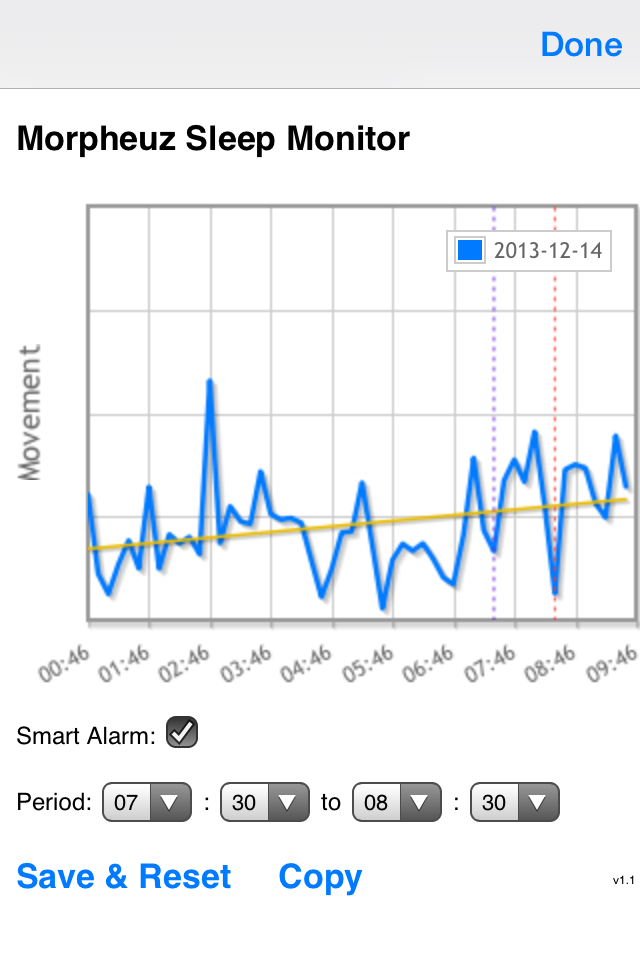 Done
Morpheuz Sleep Monitor
2013-12-14
Movement
00:46 01:46 02:46 03:46 04:46 05:46 06:46 07:46 08:46 09:46
Smart Alarm:
Period: 07 : 30 to 08 : 30
Save & Reset Copy v1.1